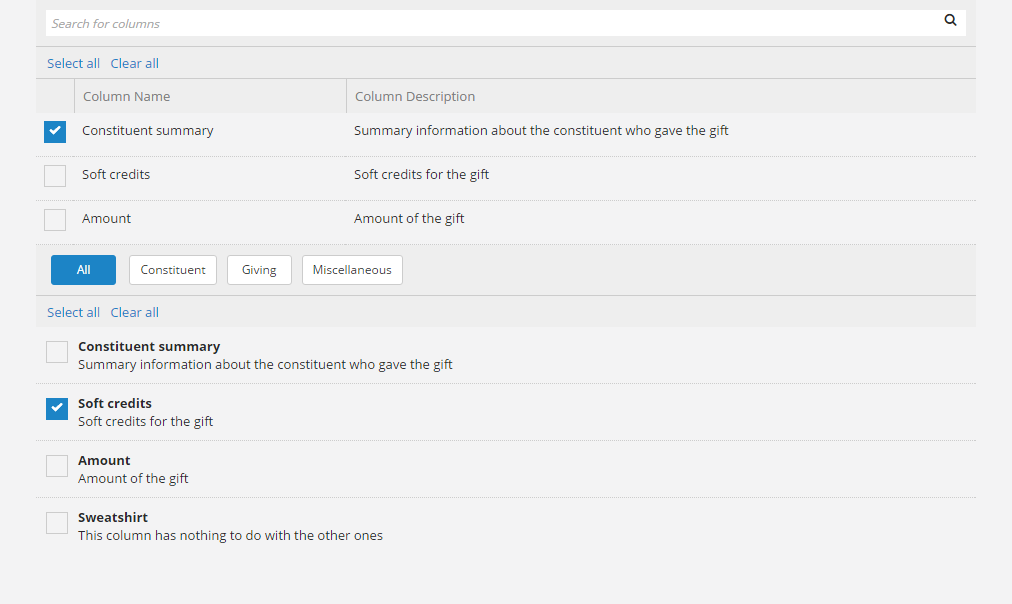 Search for columns
Select all Clear all
Column Name Column Description
Constituent summary Summary information about the constituent who gave the gift
Soft credits Soft credits for the gift
Amount Amount of the gift
All Constituent Giving Miscellaneous
Select all Clear all
Constituent summary
Summary information about the constituent who gave the gift
Soft credits
Soft credits for the gift
Amount
Amount of the gift
Sweatshirt
This column has nothing to do with the other ones